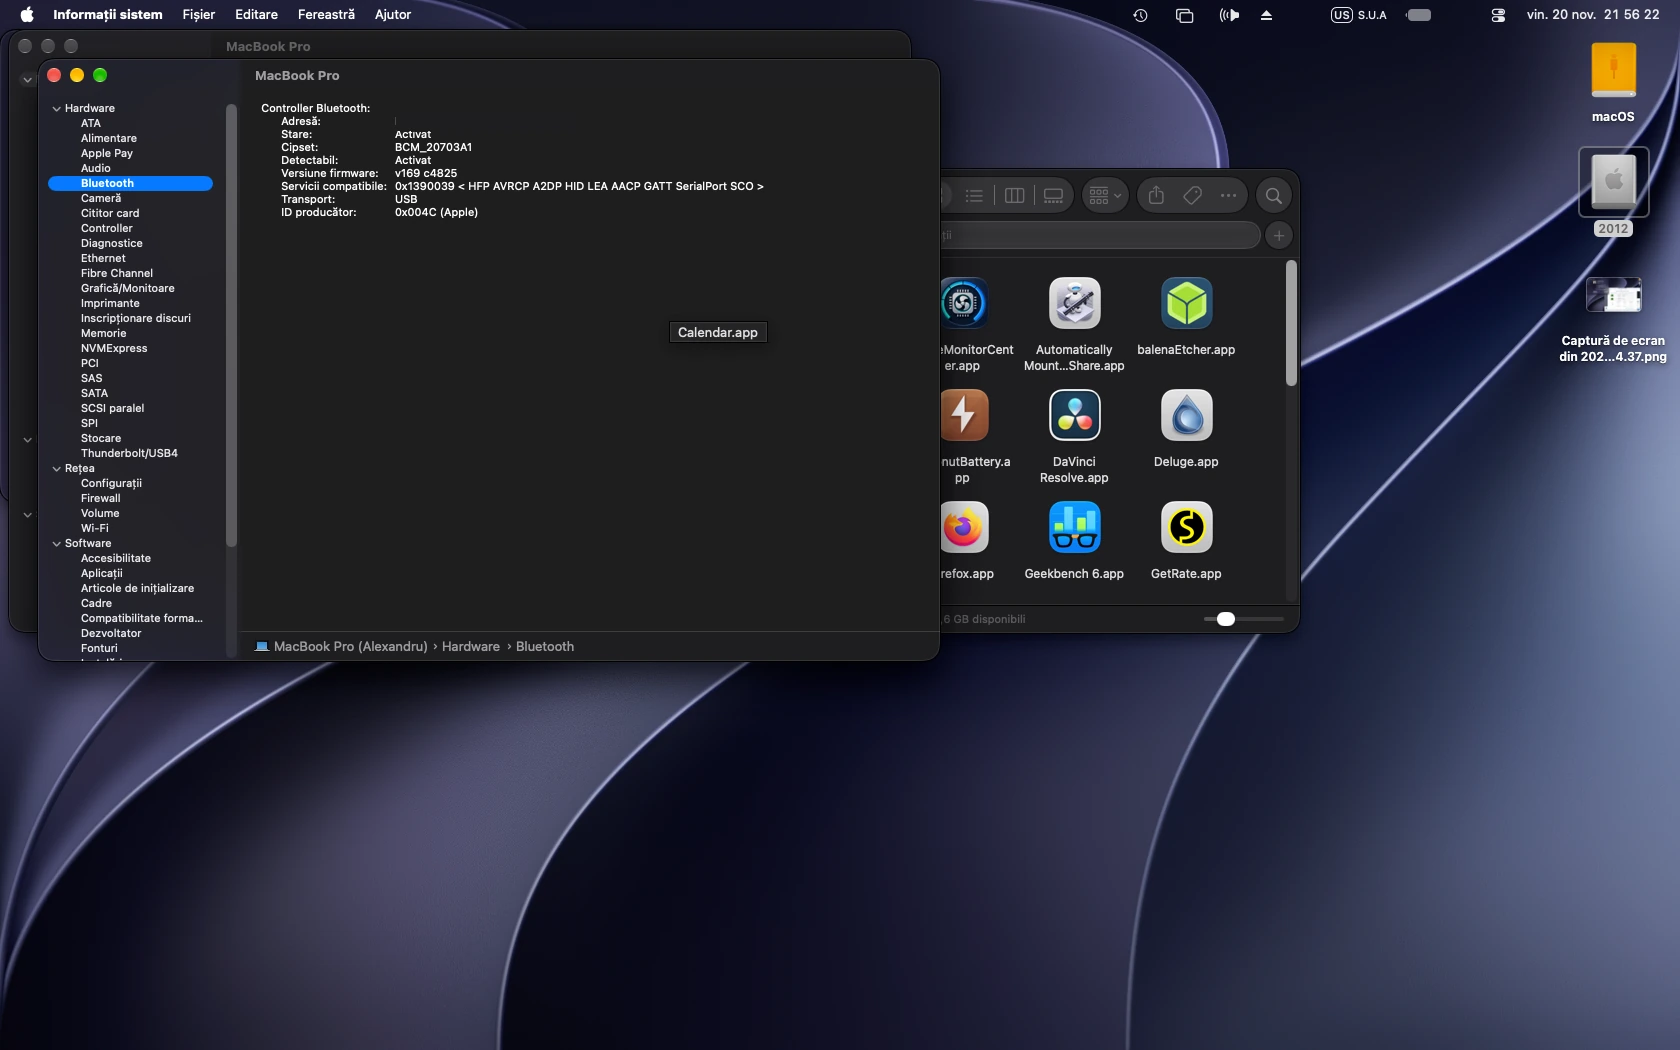 Informații sistem Fișier Editare Fereastră Ajutor
US S.U.A vin. 20 nov. 21 56 22
MacBook Pro
MacBook Pro
Hardware
ATA
Alimentare
Apple Pay
Audio
Bluetooth
Cameră
Cititor card
Controller
Diagnostice
Ethernet
Fibre Channel
Grafică/Monitoare
Imprimante
Inscripționare discuri
Memorie
NVMExpress
PCI
SAS
SATA
SCSI paralel
SPI
Stocare
Thunderbolt/USB4
Rețea
Configurații
Firewall
Volume
Wi-Fi
Software
Accesibilitate
Aplicații
Articole de inițializare
Cadre
Compatibilitate forma...
Dezvoltator
Fonturi
Controller Bluetooth:
Adresă:
Stare: Activat
Cipset: BCM_20703A1
Detectabil: Activat
Versiune firmware: v169 c4825
Servicii compatibile: 0x1390039 < HFP AVRCP A2DP HID LEA AACP GATT SerialPort SCO >
Transport: USB
ID producător: 0x004C (Apple)
Calendar.app
MacBook Pro (Alexandru) › Hardware › Bluetooth
ții
eMonitorCent
er.app
Automatically
Mount...Share.app
balenaEtcher.app
nutBattery.a
pp
DaVinci
Resolve.app
Deluge.app
refox.app
Geekbench 6.app
GetRate.app
,6 GB disponibili
macOS
2012
Captură de ecran
din 202...4.37.png